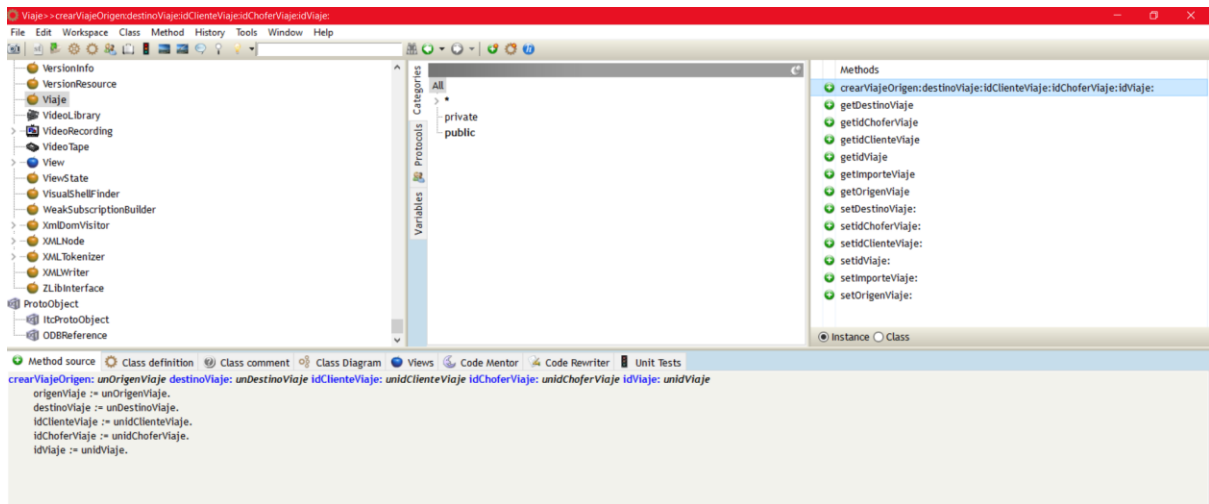 Viaje>>crearViajeOrigen:destinoViaje:idClienteViaje:idChoferViaje:idViaje:
File Edit Workspace Class Method History Tools Window Help
VersionInfo
VersionResource
Viaje
VideoLibrary
VideoRecording
VideoTape
View
ViewState
VisualShellFinder
WeakSubscriptionBuilder
XmlDomVisitor
XMLNode
XMLTokenizer
XMLWriter
ZLibInterface
ProtoObject
ItcProtoObject
ODBReference
Categories
Protocols
Variables
All
*
private
public
Methods
crearViajeOrigen:destinoViaje:idClienteViaje:idChoferViaje:idViaje:
getDestinoViaje
getidChoferViaje
getidClienteViaje
getidViaje
getImporteViaje
getOrigenViaje
setDestinoViaje:
setidChoferViaje:
setidClienteViaje:
setidViaje:
setImporteViaje:
setOrigenViaje:
Instance Class
Method source Class definition Class comment Class Diagram Views Code Mentor Code Rewriter Unit Tests
crearViajeOrigen: unOrigenViaje destinoViaje: unDestinoViaje idClienteViaje: unidClienteViaje idChoferViaje: unidChoferViaje idViaje: unidViaje
origenViaje := unOrigenViaje.
destinoViaje := unDestinoViaje.
idClienteViaje := unidClienteViaje.
idChoferViaje := unidChoferViaje.
idViaje := unidViaje.